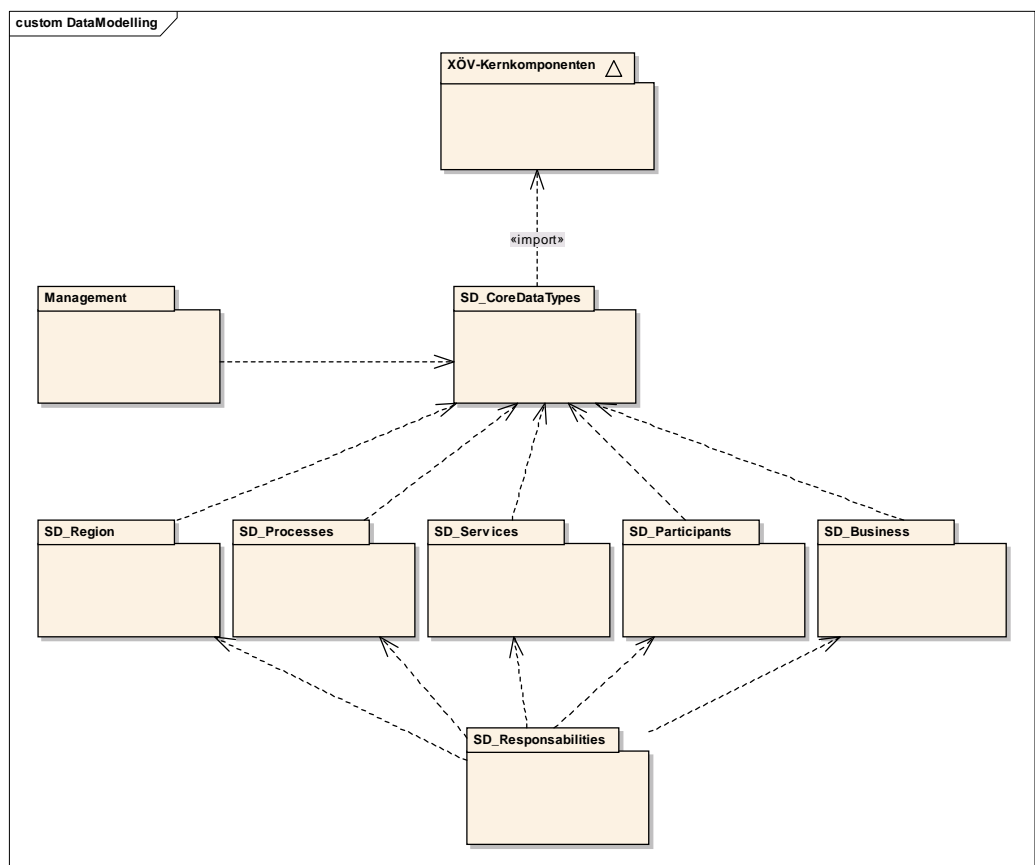 custom DataModelling
XÖV-Kernkomponenten
«import»
Management
SD_CoreDataTypes
SD_Region
SD_Processes
SD_Services
SD_Participants
SD_Business
SD_Responsabilities